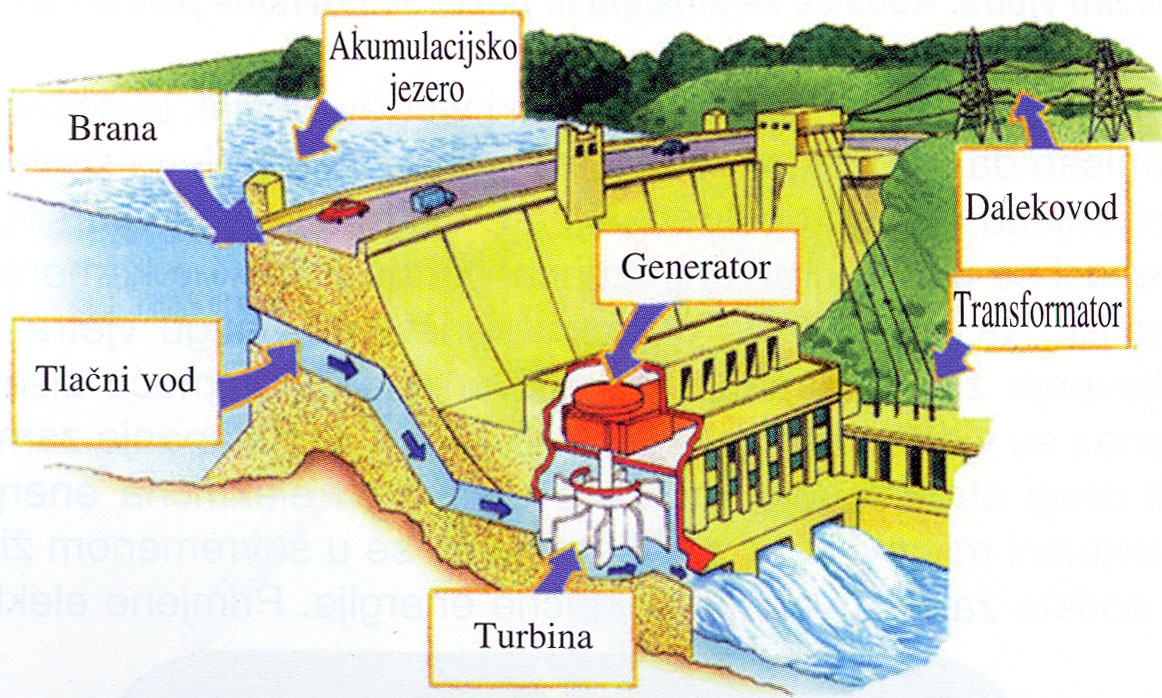 Akumulacijsko
jezero
Brana
Dalekovod
Generator
Transformator
Tlačni vod
Turbina